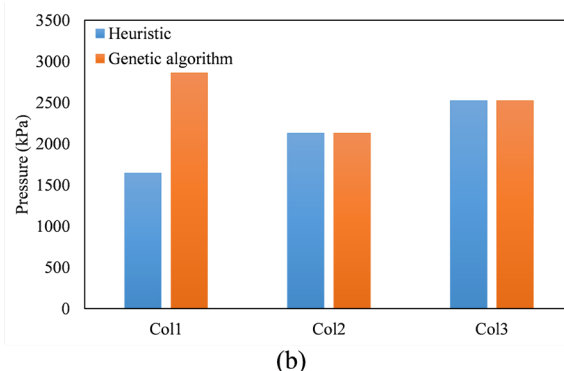 3500
3000
2500
2000
1500
1000
500
0
Pressure (kPa)
Heuristic
Genetic algorithm
Col1 Col2 Col3
(b)